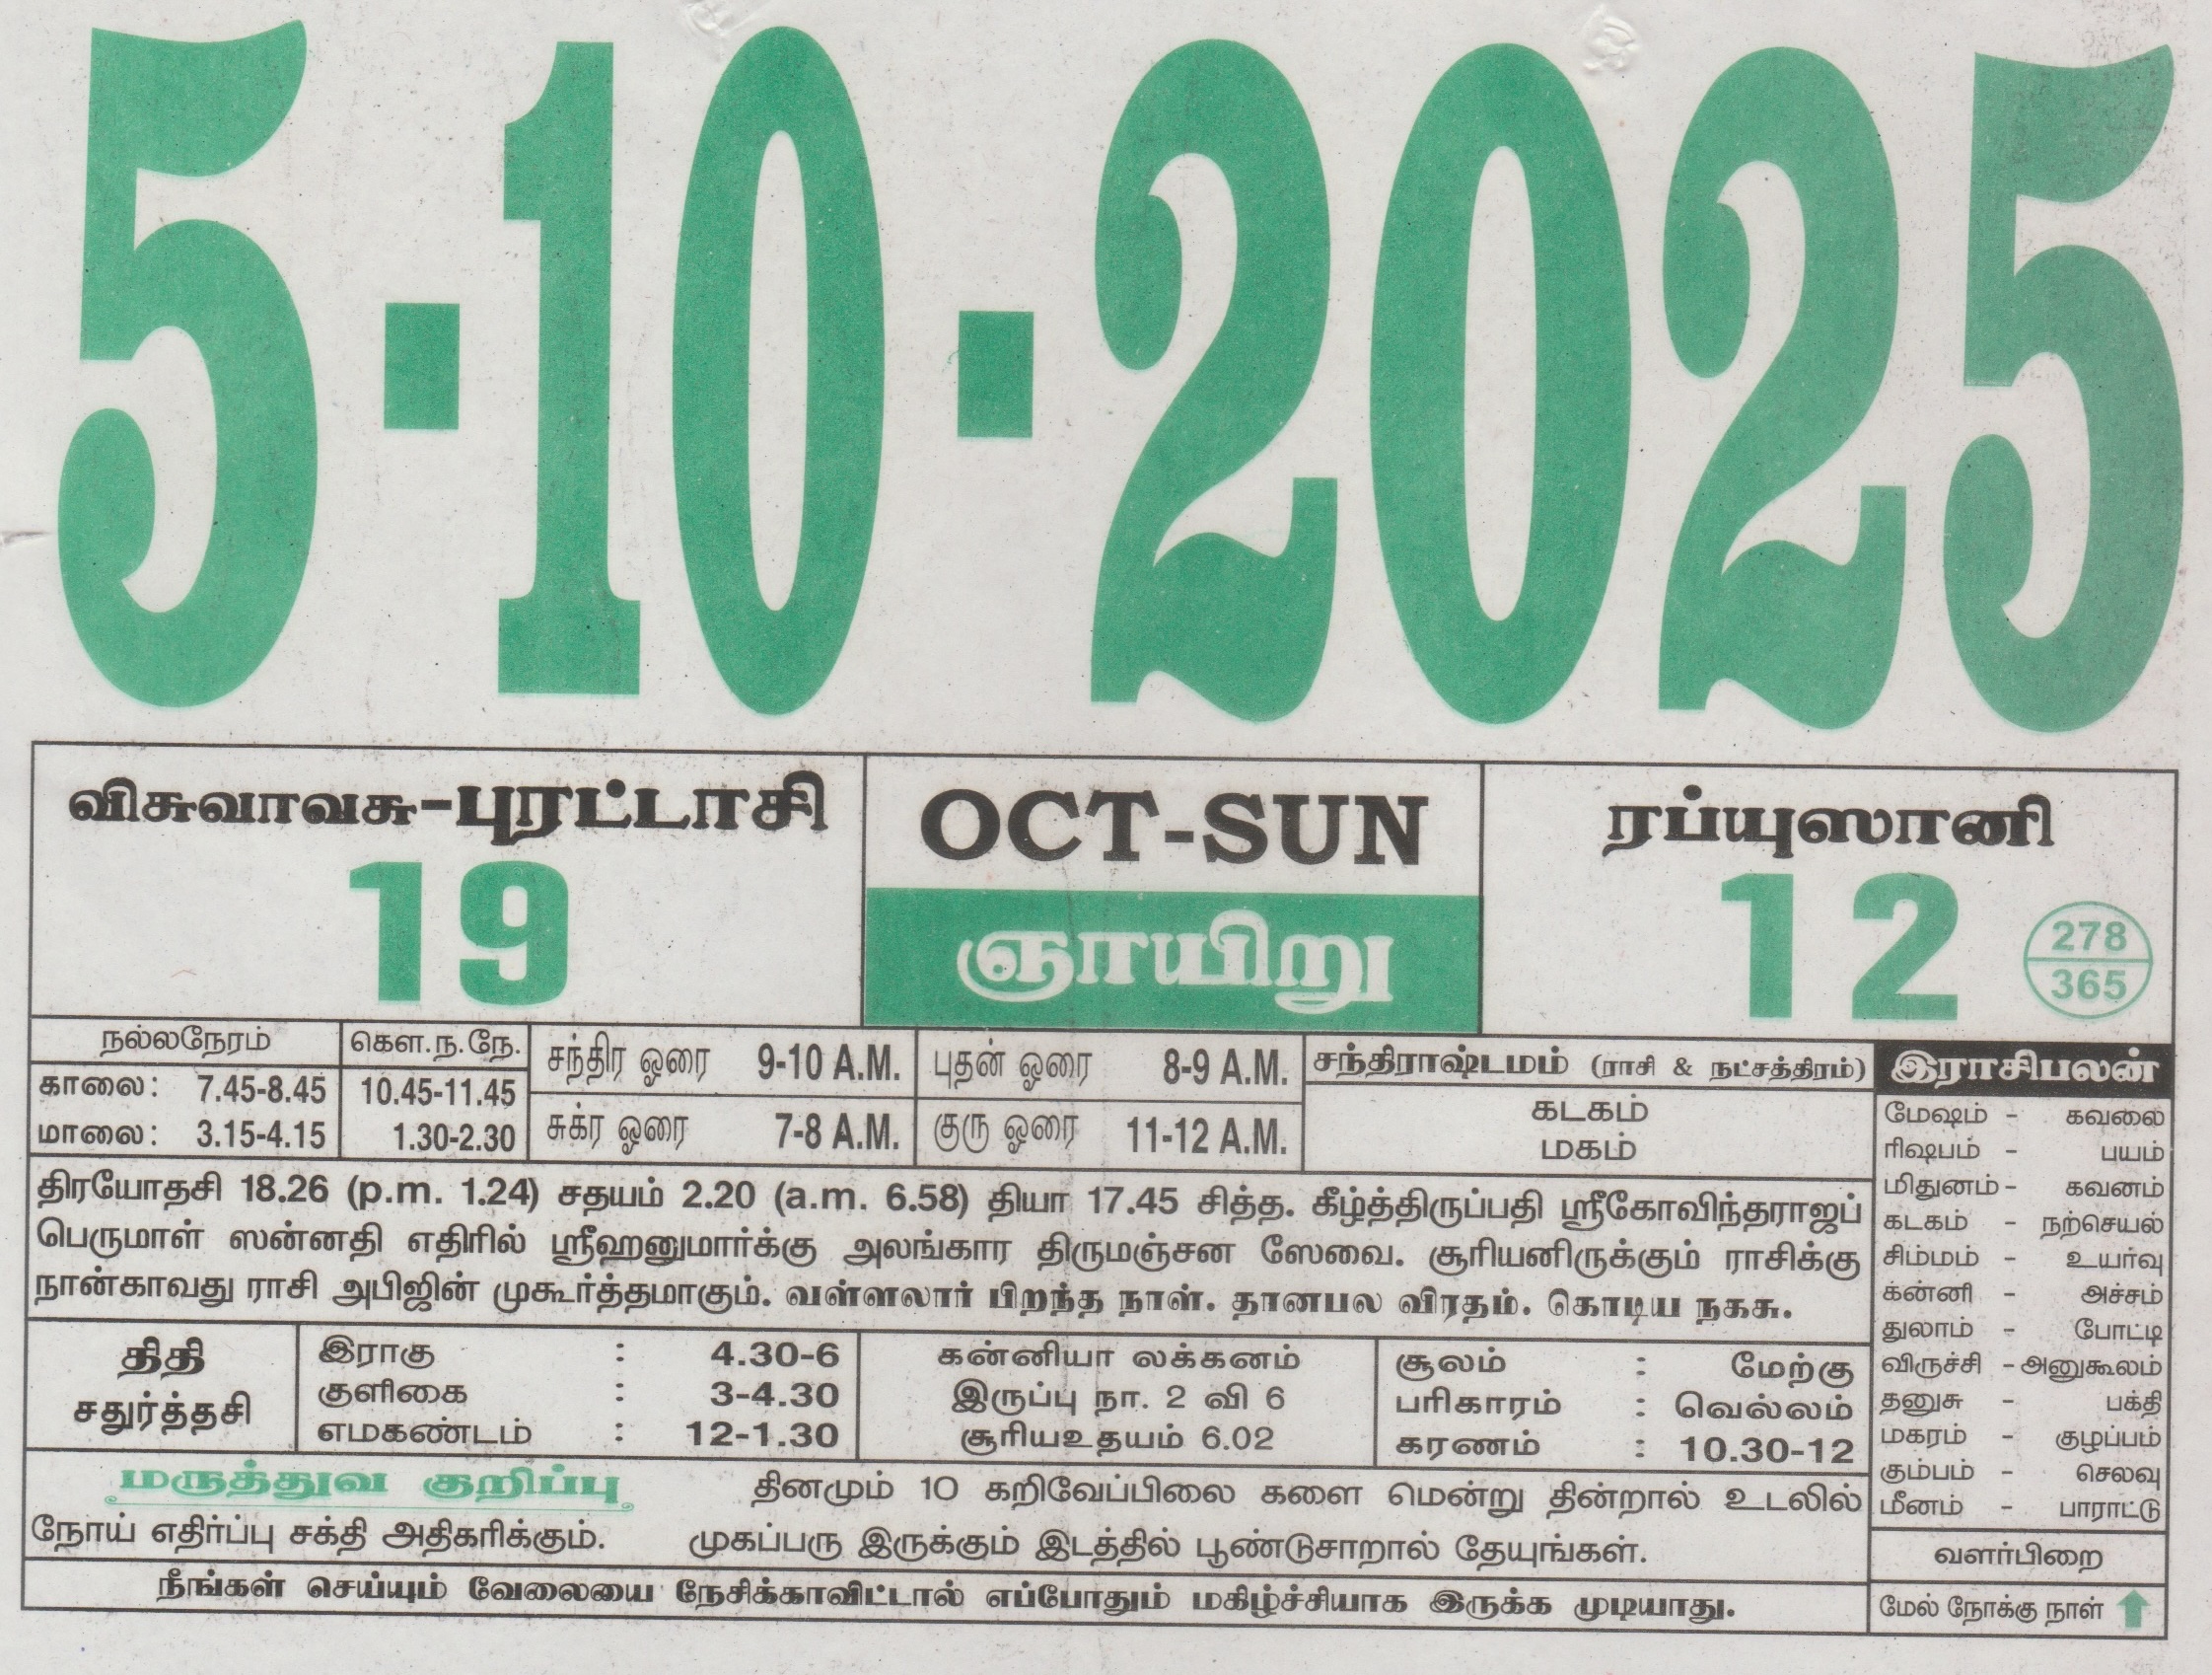 5-10-2025
விசுவாவசு-புரட்டாசி
19
OCT-SUN
ஞாயிறு
ரப்யுஸானி
12
278
365
நல்லநேரம் கௌ.ந.நே.
காலை: 7.45-8.45 10.45-11.45
மாலை: 3.15-4.15 1.30-2.30
சந்திர ஓரை 9-10 A.M.
சுக்ர ஓரை 7-8 A.M.
புதன் ஓரை 8-9 A.M.
குரு ஓரை 11-12 A.M.
சந்திராஷ்டமம் (ராசி & நட்சத்திரம்)
கடகம்
மகம்
திரயோதசி 18.26 (p.m. 1.24) சதயம் 2.20 (a.m. 6.58) தியா 17.45 சித்த. கீழ்த்திருப்பதி ஸ்ரீகோவிந்தராஜப்
பெருமாள் ஸன்னதி எதிரில் ஸ்ரீஹனுமார்க்கு அலங்கார திருமஞ்சன ஸேவை. சூரியனிருக்கும் ராசிக்கு
நான்காவது ராசி அபிஜின் முகூர்த்தமாகும். வள்ளலார் பிறந்த நாள். தானபல விரதம். கொடிய நகசு.
திதி
சதுர்த்தசி
இராகு : 4.30-6
குளிகை : 3-4.30
எமகண்டம் : 12-1.30
கன்னியா லக்கனம்
இருப்பு நா. 2 வி 6
சூரியஉதயம் 6.02
சூலம் : மேற்கு
பரிகாரம் : வெல்லம்
கரணம் : 10.30-12
மருத்துவ குறிப்பு தினமும் 10 கறிவேப்பிலை களை மென்று தின்றால் உடலில்
நோய் எதிர்ப்பு சக்தி அதிகரிக்கும். முகப்பரு இருக்கும் இடத்தில் பூண்டுசாறால் தேயுங்கள்.
நீங்கள் செய்யும் வேலையை நேசிக்காவிட்டால் எப்போதும் மகிழ்ச்சியாக இருக்க முடியாது.
இராசிபலன்
மேஷம் - கவலை
ரிஷபம் - பயம்
மிதுனம் - கவனம்
கடகம் - நற்செயல்
சிம்மம் - உயர்வு
கன்னி - அச்சம்
துலாம் - போட்டி
விருச்சி - அனுகூலம்
தனுசு - பக்தி
மகரம் - குழப்பம்
கும்பம் - செலவு
மீனம் - பாராட்டு
வளர்பிறை
மேல் நோக்கு நாள்